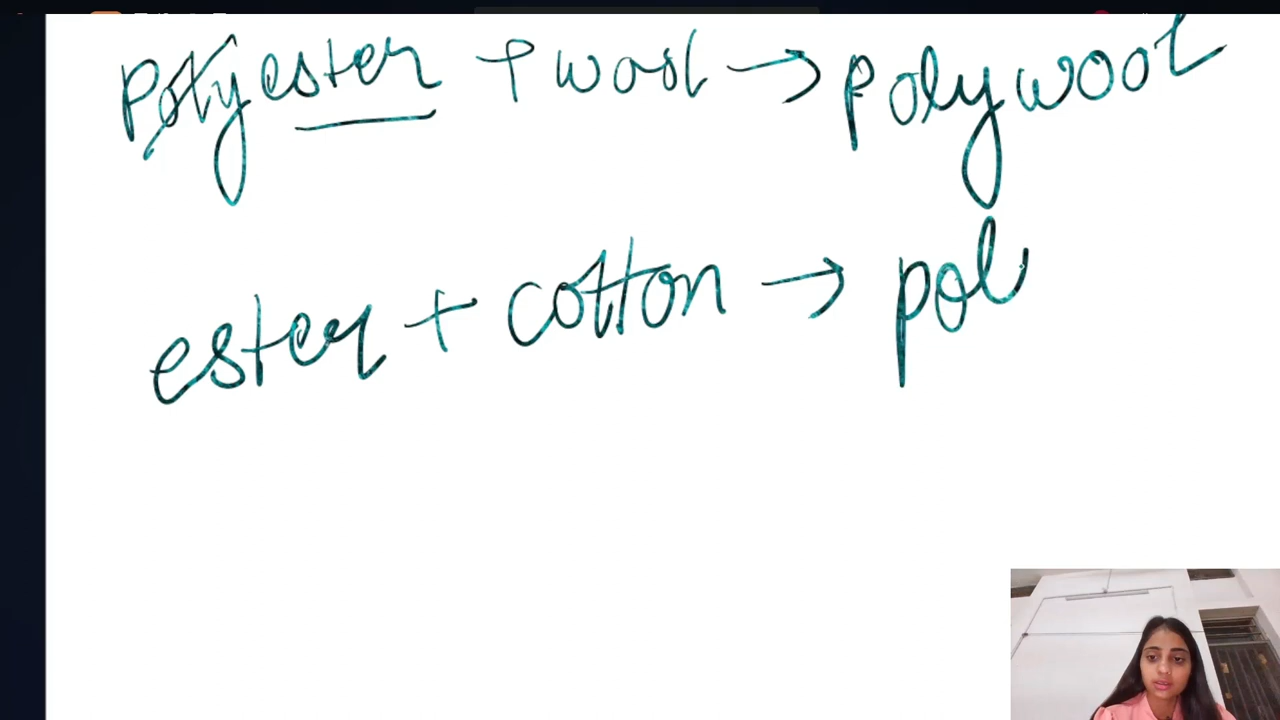 polyester + wool → polywool
ester + cotton → pol